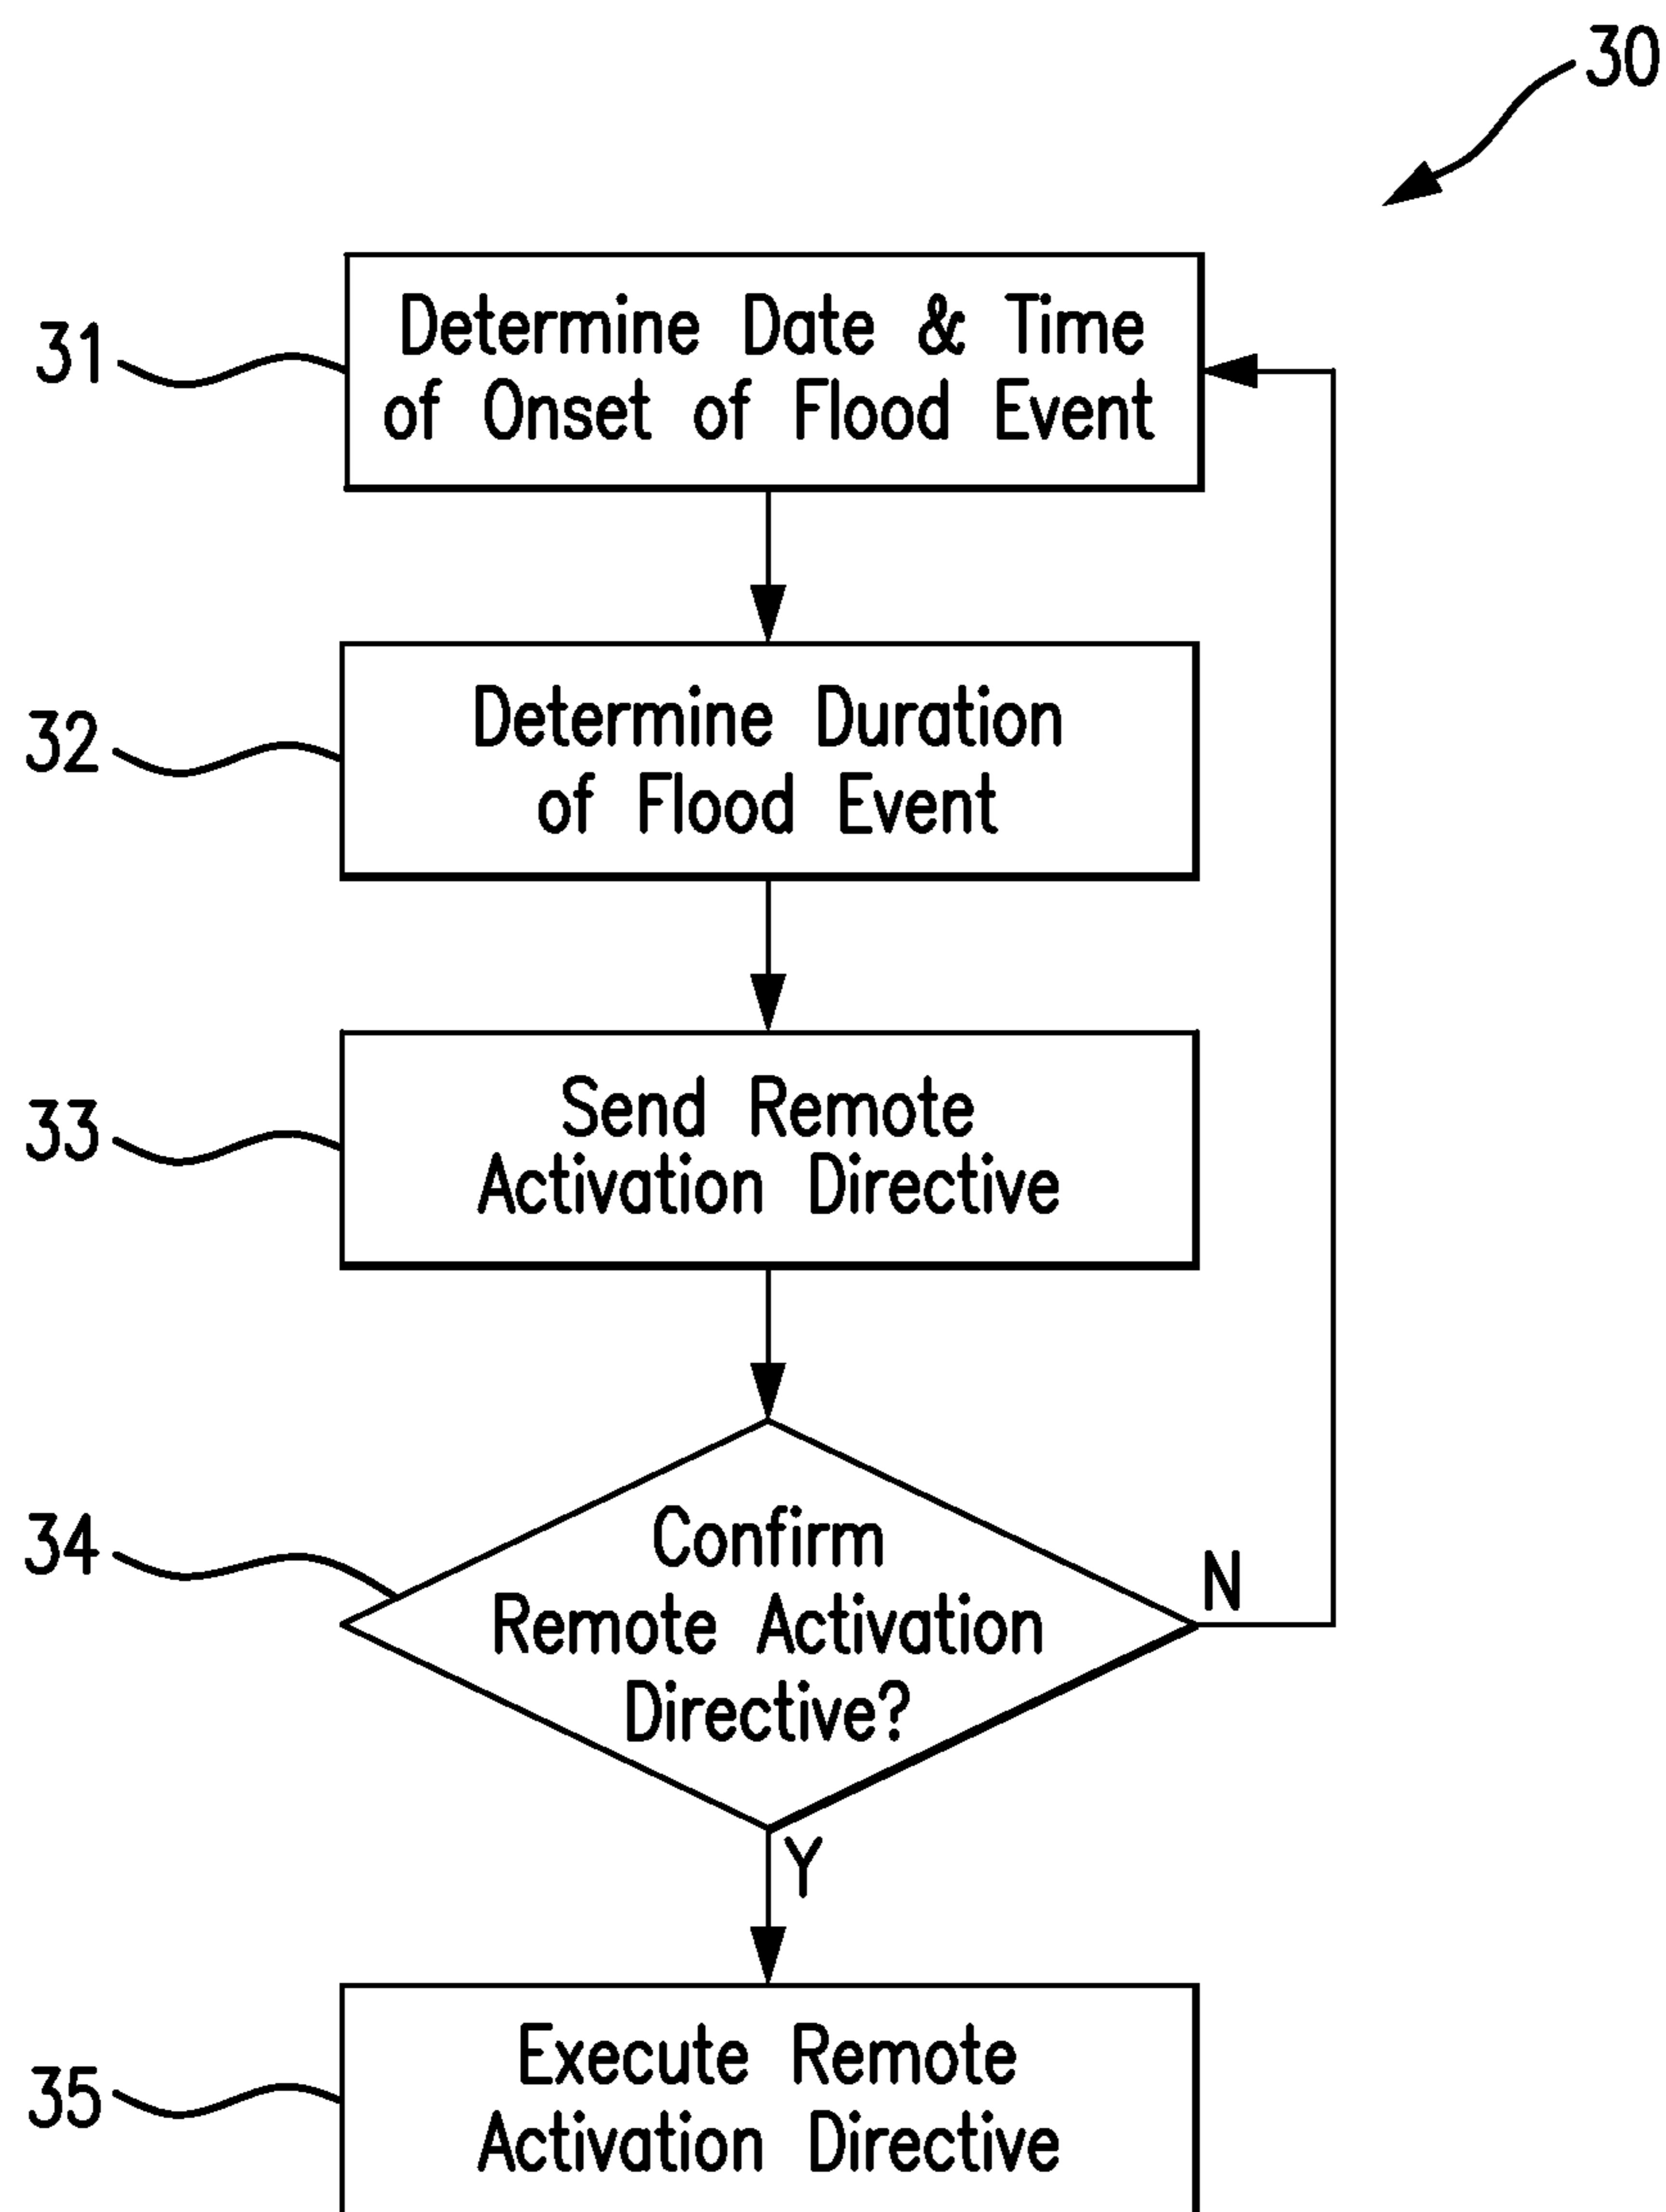 30
31
Determine Date & Time
of Onset of Flood Event
32
Determine Duration
of Flood Event
33
Send Remote
Activation Directive
34
Confirm
Remote Activation
Directive?
N
Y
35
Execute Remote
Activation Directive